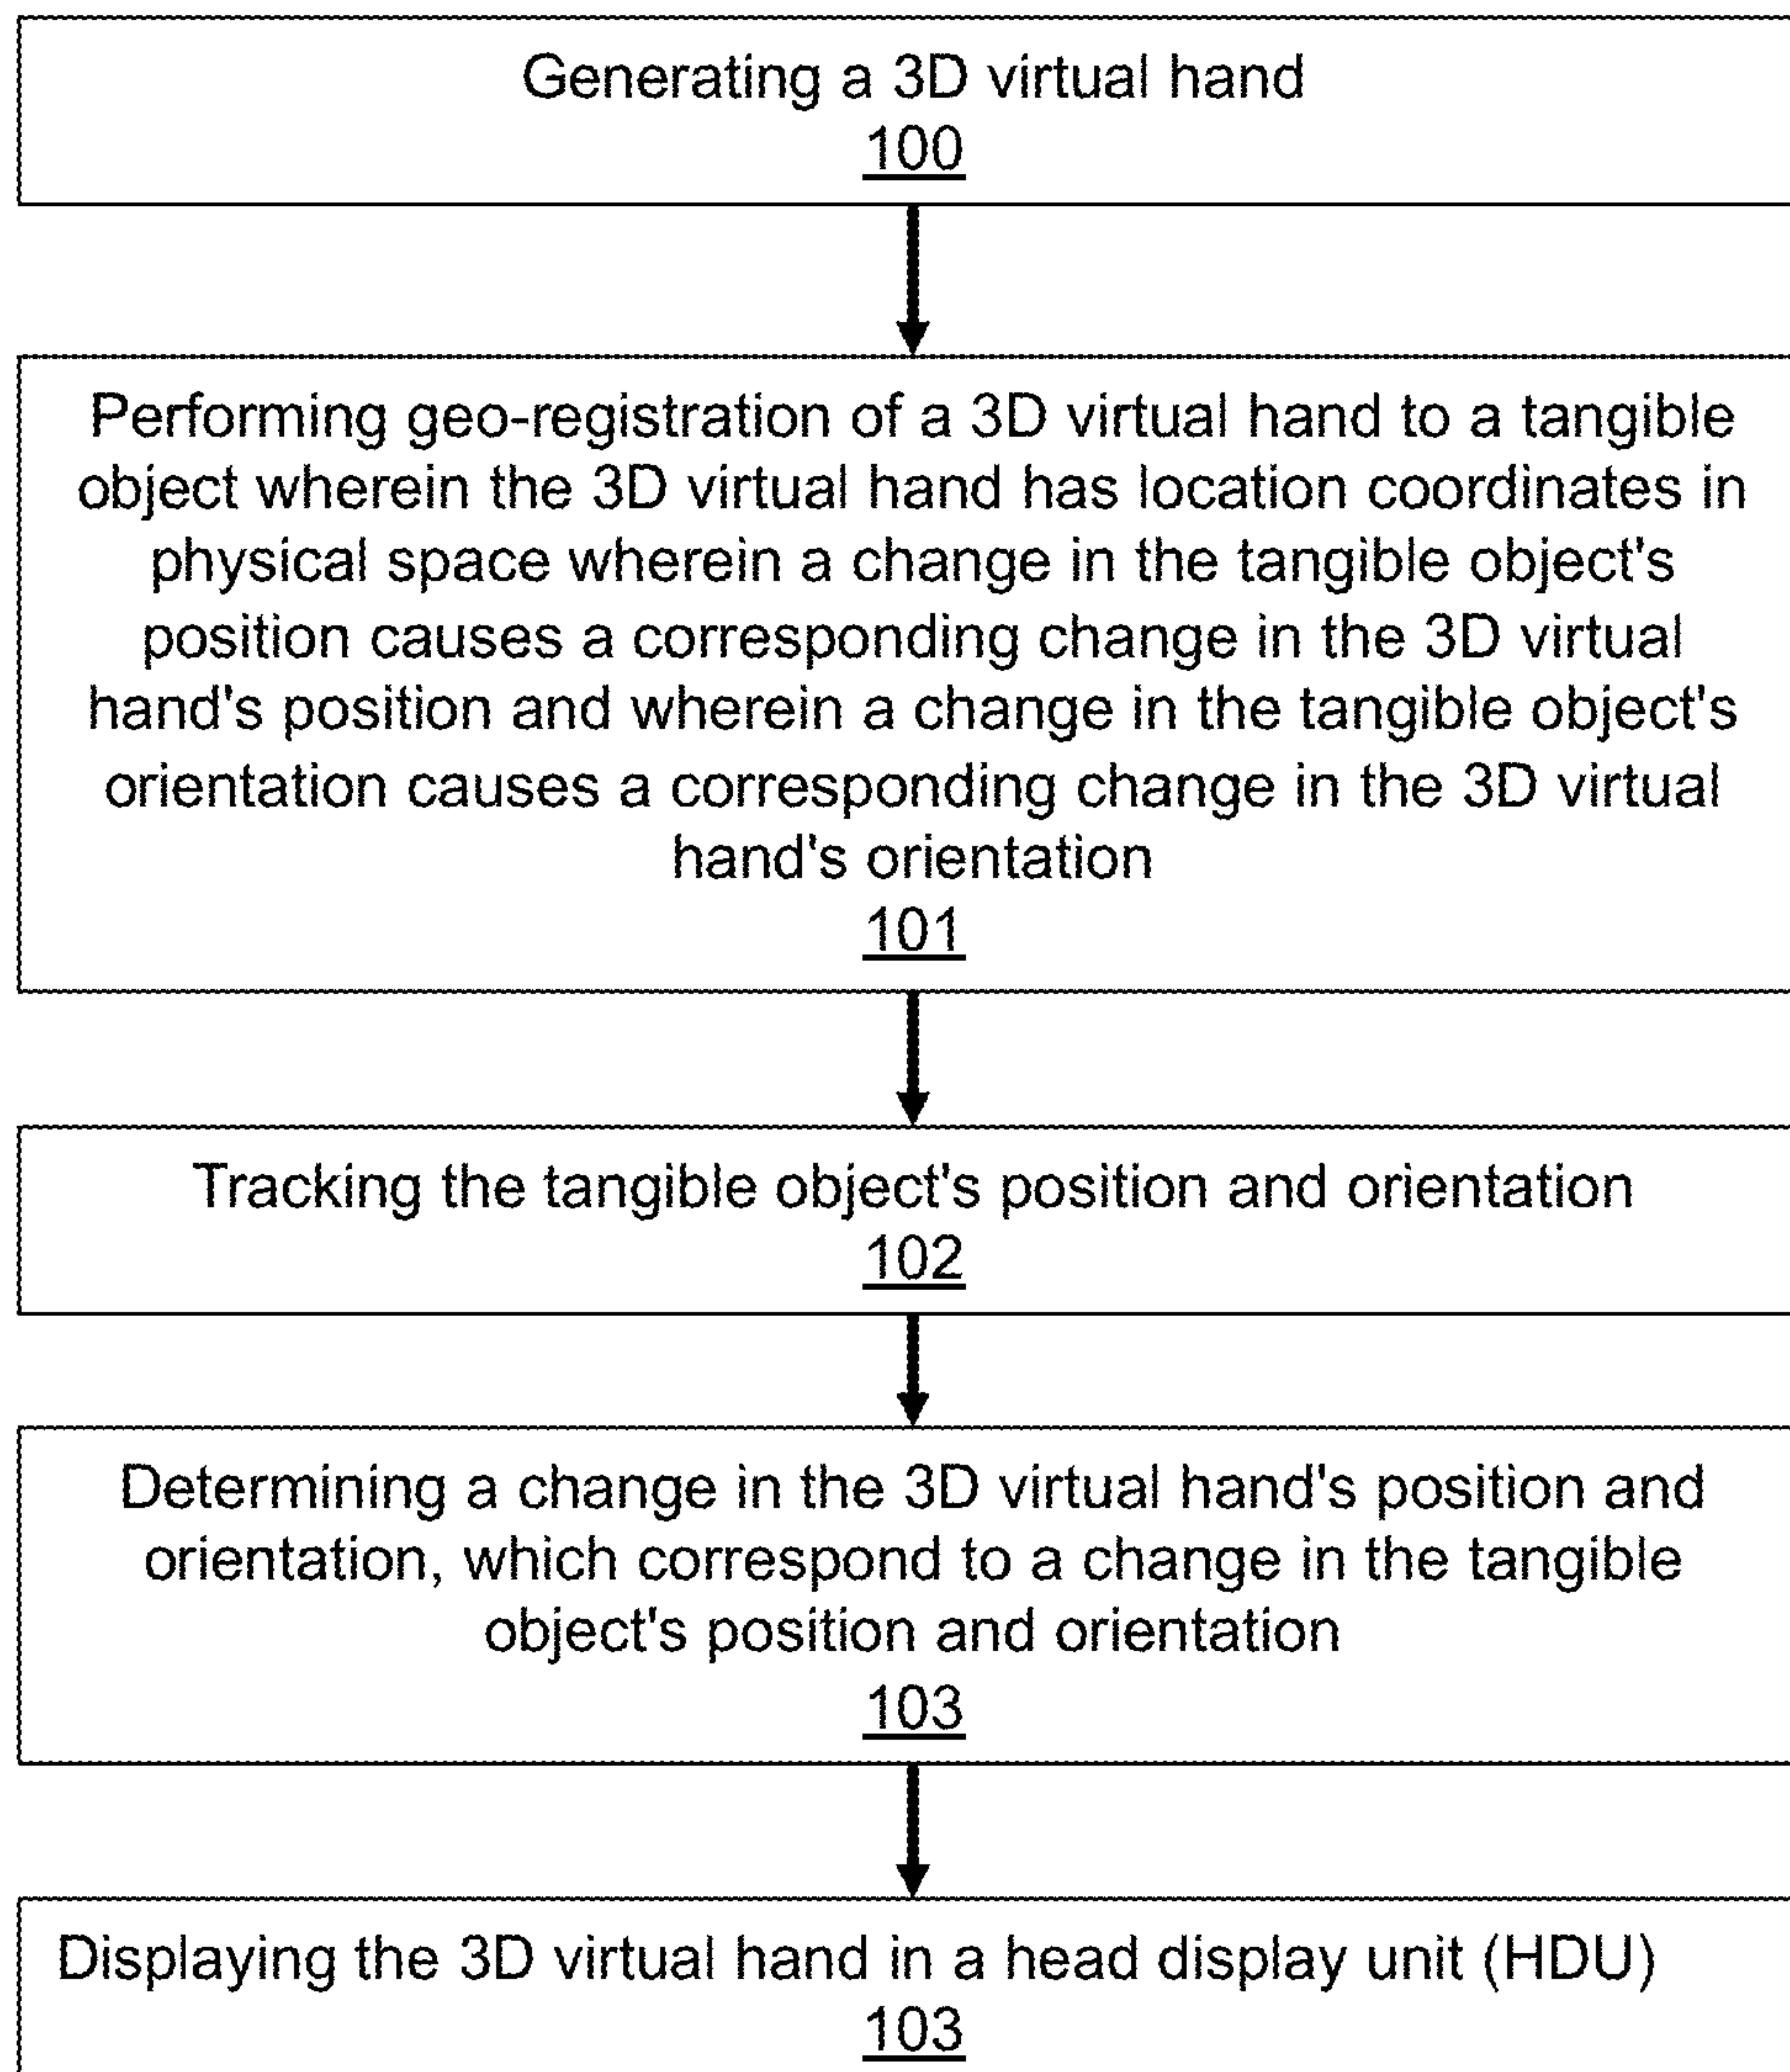 Generating a 3D virtual hand
100
Performing geo-registration of a 3D virtual hand to a tangible
object wherein the 3D virtual hand has location coordinates in
physical space wherein a change in the tangible object's
position causes a corresponding change in the 3D virtual
hand's position and wherein a change in the tangible object's
orientation causes a corresponding change in the 3D virtual
hand's orientation
101
Tracking the tangible object's position and orientation
102
Determining a change in the 3D virtual hand's position and
orientation, which correspond to a change in the tangible
object's position and orientation
103
Displaying the 3D virtual hand in a head display unit (HDU)
103